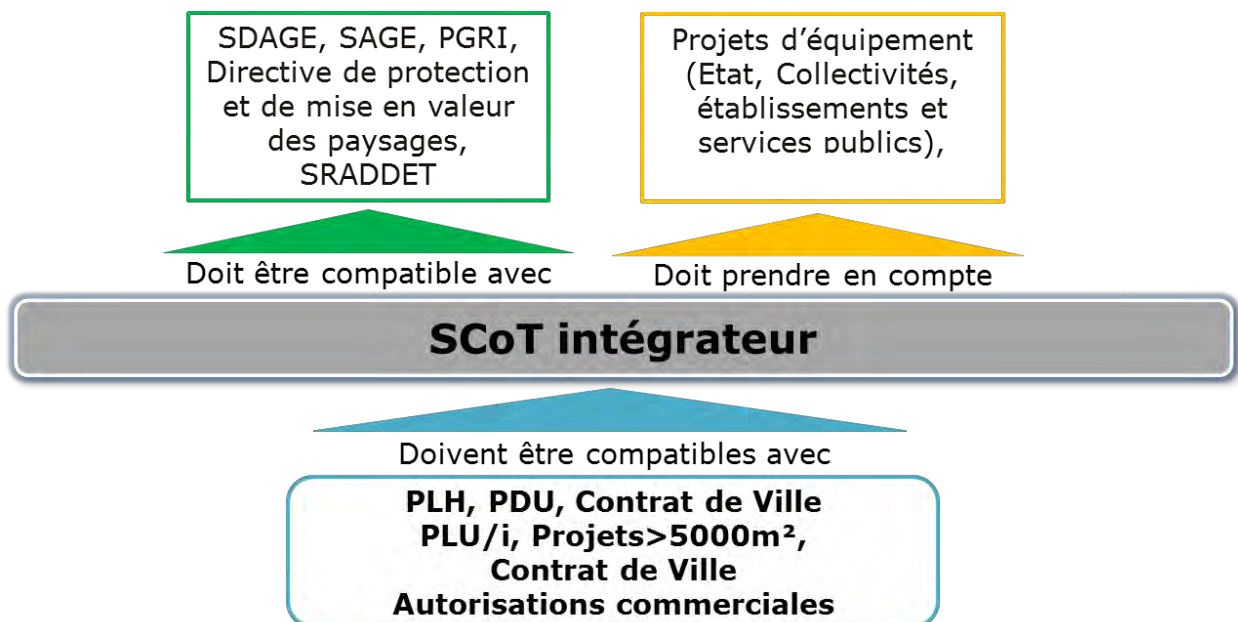 SDAGE, SAGE, PGRI,
Directive de protection
et de mise en valeur
des paysages,
SRADDET
Projets d’équipement
(Etat, Collectivités,
établissements et
services publics),
Doit être compatible avec
Doit prendre en compte
SCoT intégrateur
Doivent être compatibles avec
PLH, PDU, Contrat de Ville
PLU/i, Projets>5000m²,
Contrat de Ville
Autorisations commerciales